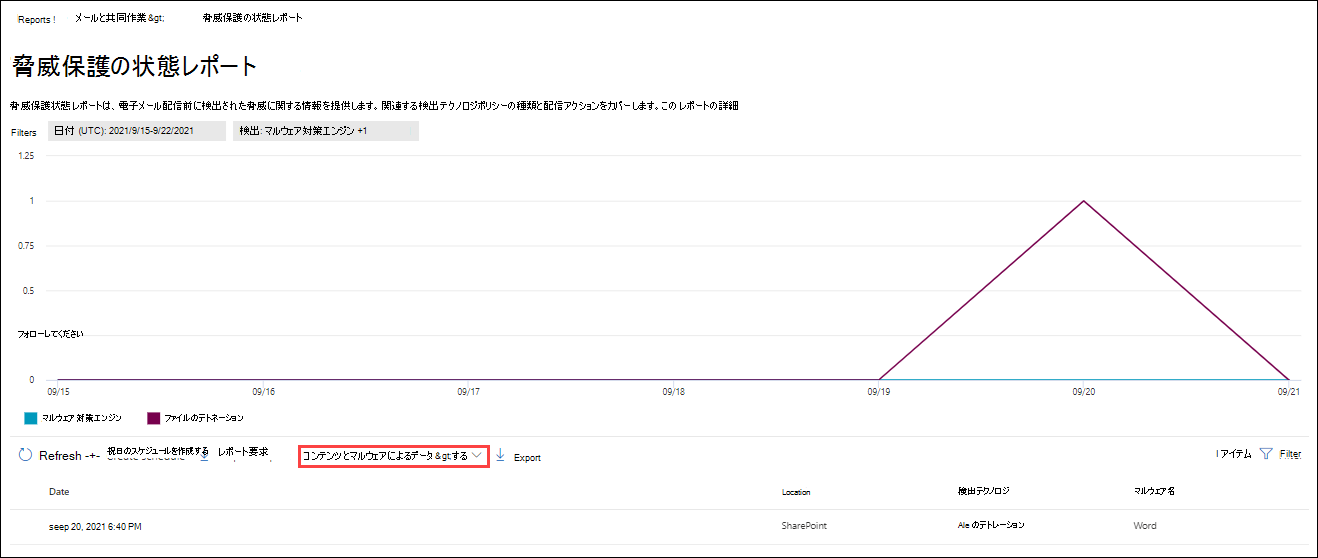 Reports ! メールと共同作業 &gt; 脅威保護の状態レポート
脅威保護の状態レポート
脅威保護状態レポートは、電子メール配信前に検出された脅威に関する情報を提供します。関連する検出テクノロジポリシーの種類と配信アクションをカバーします。このレポートの詳細
Filters 日付 (UTC): 2021/9/15-9/22/2021 検出: マルウェア対策エンジン +1
1.25
1
0.75
0.5
フォローしてください
0
09/15 09/16 09/17 09/18 09/19 09/20 09/21
マルウェア 対策エンジン ファイルのデトネーション
Refresh -+- 祝日のスケジュールを作成する レポート要求 コンテンツとマルウェアによるデータ &gt; する Export 1 アイテム Filter
Date Location 検出テクノロジ マルウェア名
seep 20, 2021 6:40 PM SharePoint Ale のデトレーション Word